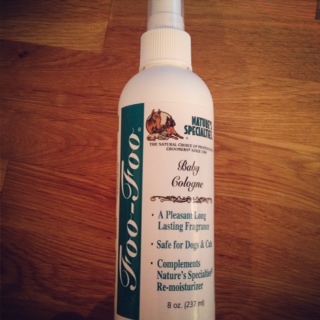 NATURE'S
SPECIALTIES
THE NATURAL CHOICE OF PROFESSIONAL
GROOMERS SINCE
Baby
Cologne
Foo-Foo
• A Pleasant Long
Lasting Fragrance
• Safe for Dogs & Cats
• Complements
Nature's Specialties
Re-moisturizer
8 oz. (237 ml)